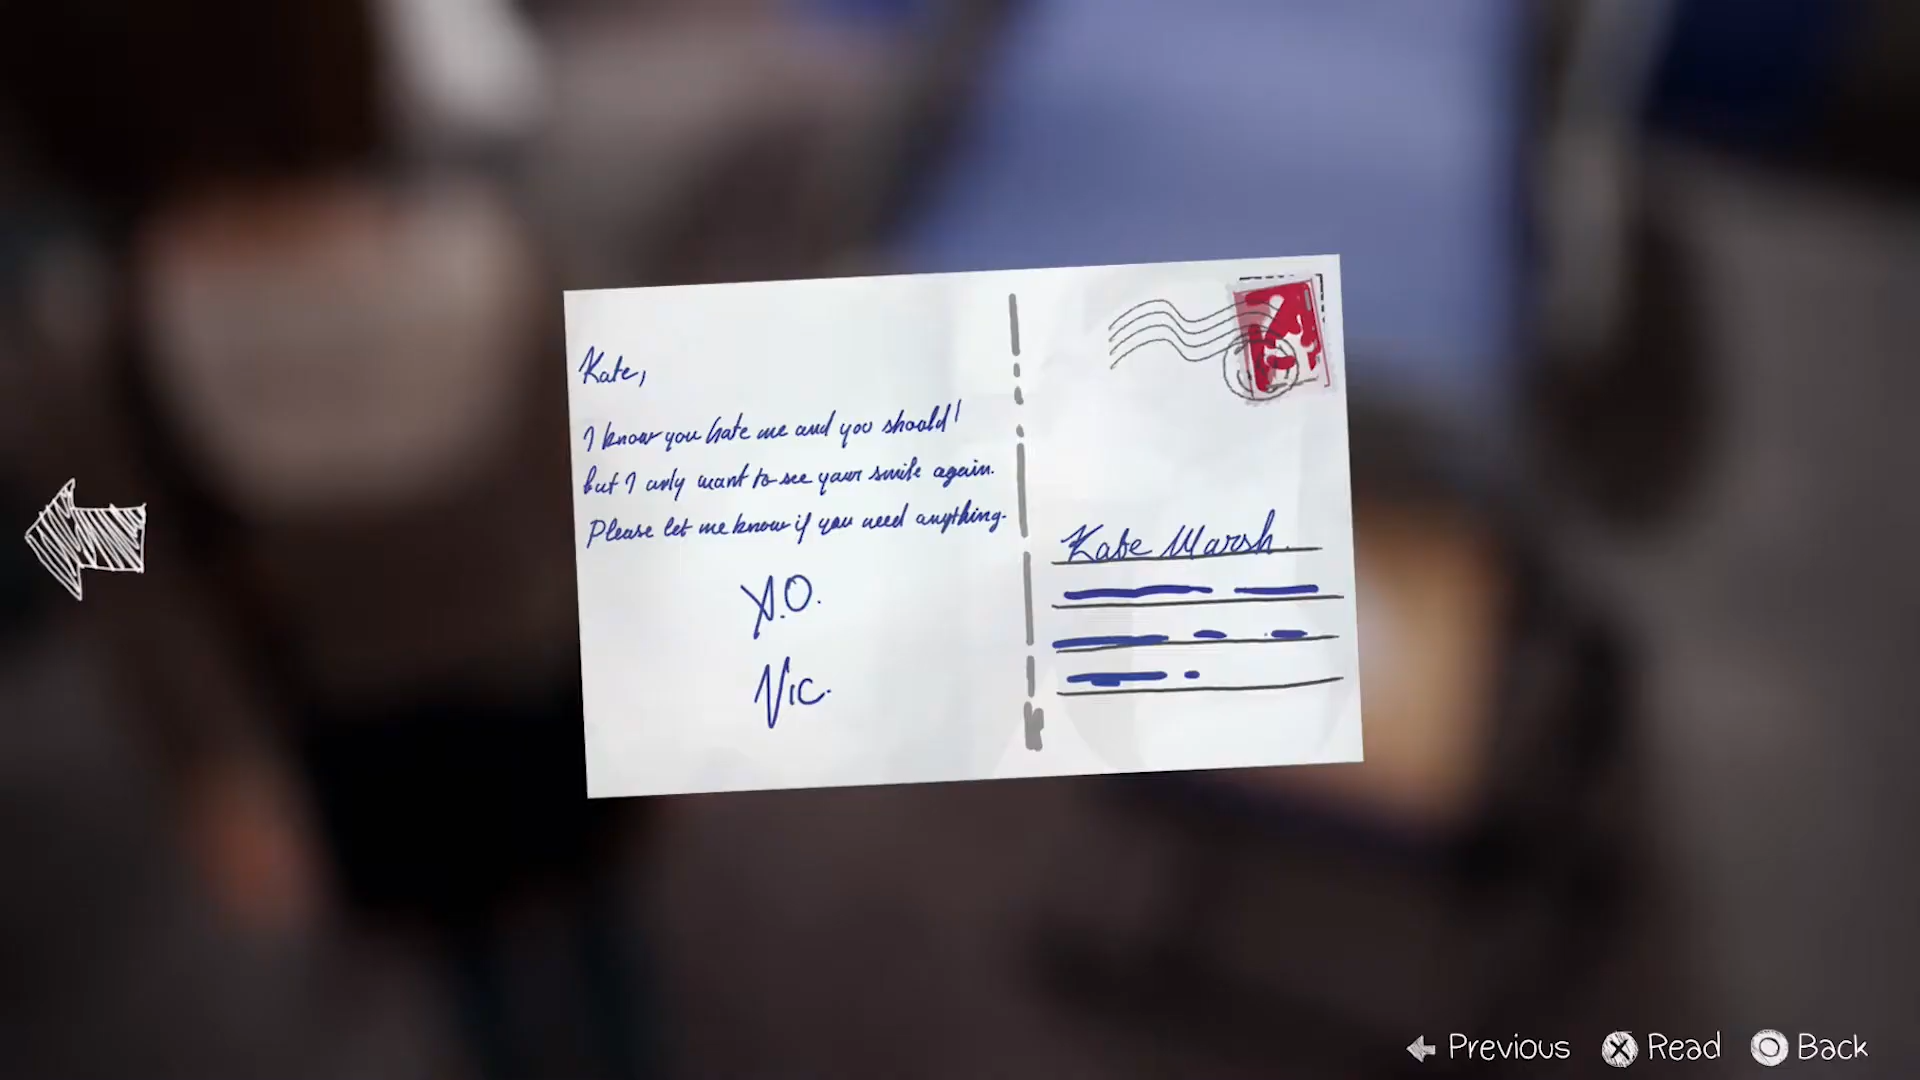 Kate,
I know you hate me and you should!
but I only want to see your smile again.
Please let me know if you need anything.
X.O.
Vic.
Kate Marsh.
Previous
Read
Back